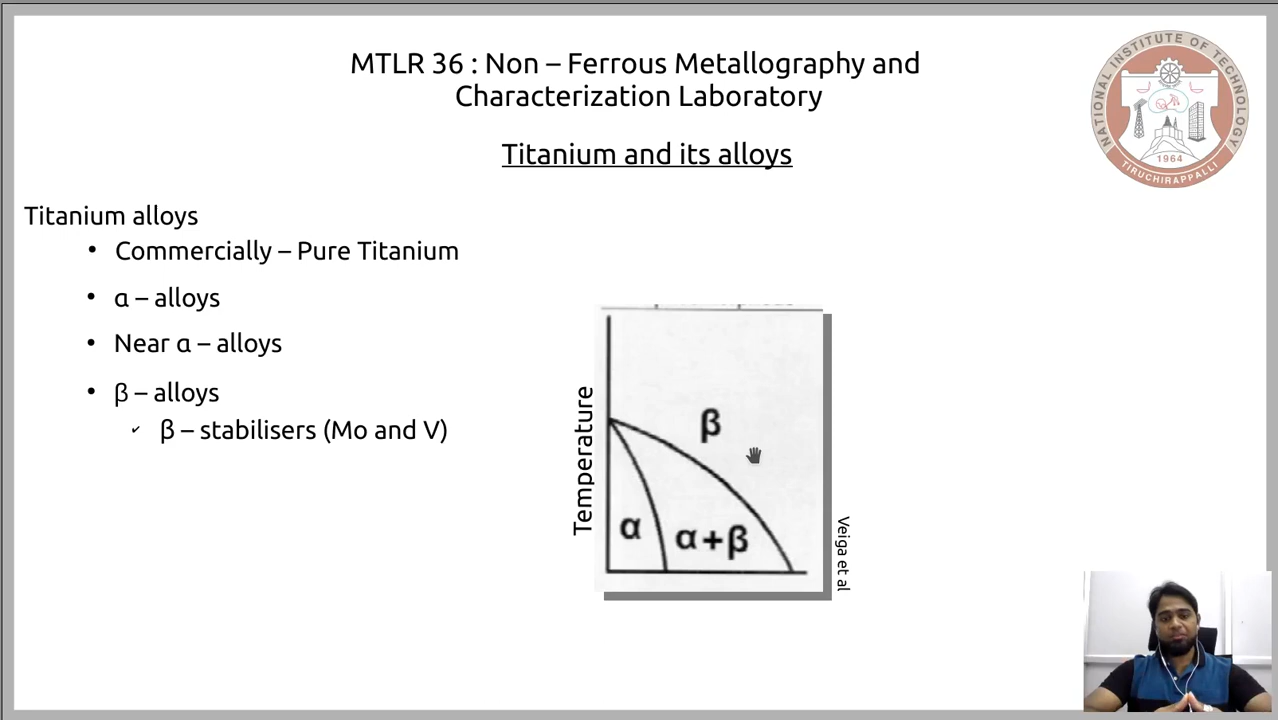 MTLR 36 : Non – Ferrous Metallography and
Characterization Laboratory
NATIONAL INSTITUTE OF TECHNOLOGY
1964
TIRUCHIRAPPALLI
Titanium and its alloys
Titanium alloys
• Commercially – Pure Titanium
• α – alloys
• Near α – alloys
• β – alloys
✓ β – stabilisers (Mo and V)
Temperature
β
α
α+β
Veiga et al